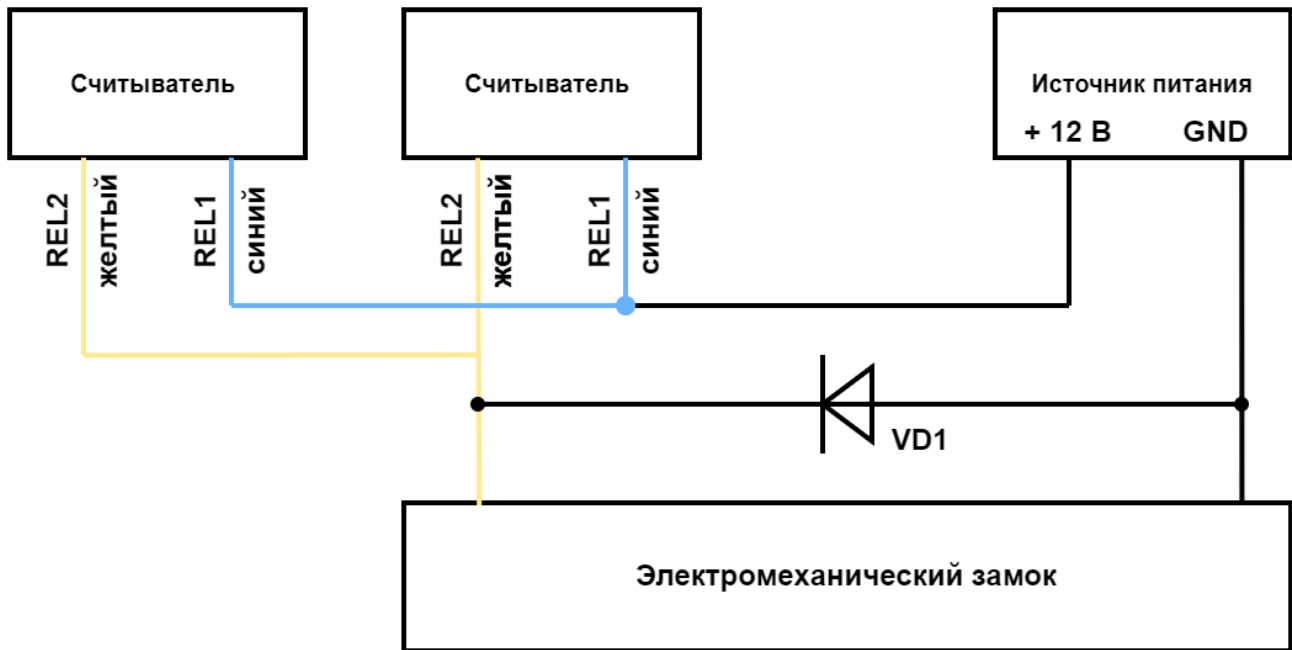 Считыватель
Считыватель
Источник питания
+ 12 В
GND
REL2
желтый
REL1
синий
REL2
желтый
REL1
синий
VD1
Электромеханический замок